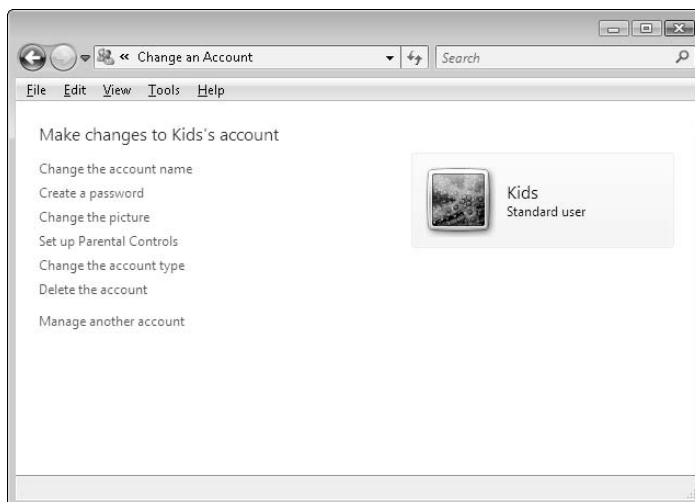 « Change an Account
Search
File Edit View Tools Help
Make changes to Kids's account
Change the account name
Create a password
Change the picture
Set up Parental Controls
Change the account type
Delete the account
Manage another account
Kids
Standard user